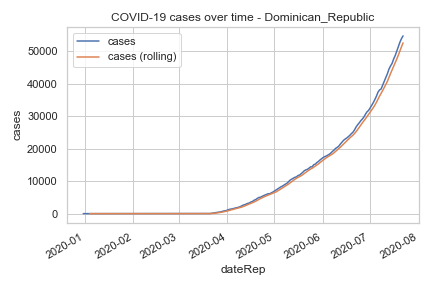 COVID-19 cases over time - Dominican_Republic
cases
cases (rolling)
50000
40000
30000
20000
10000
0
cases
2020-01
2020-02
2020-03
2020-04
2020-05
2020-06
2020-07
2020-08
dateRep